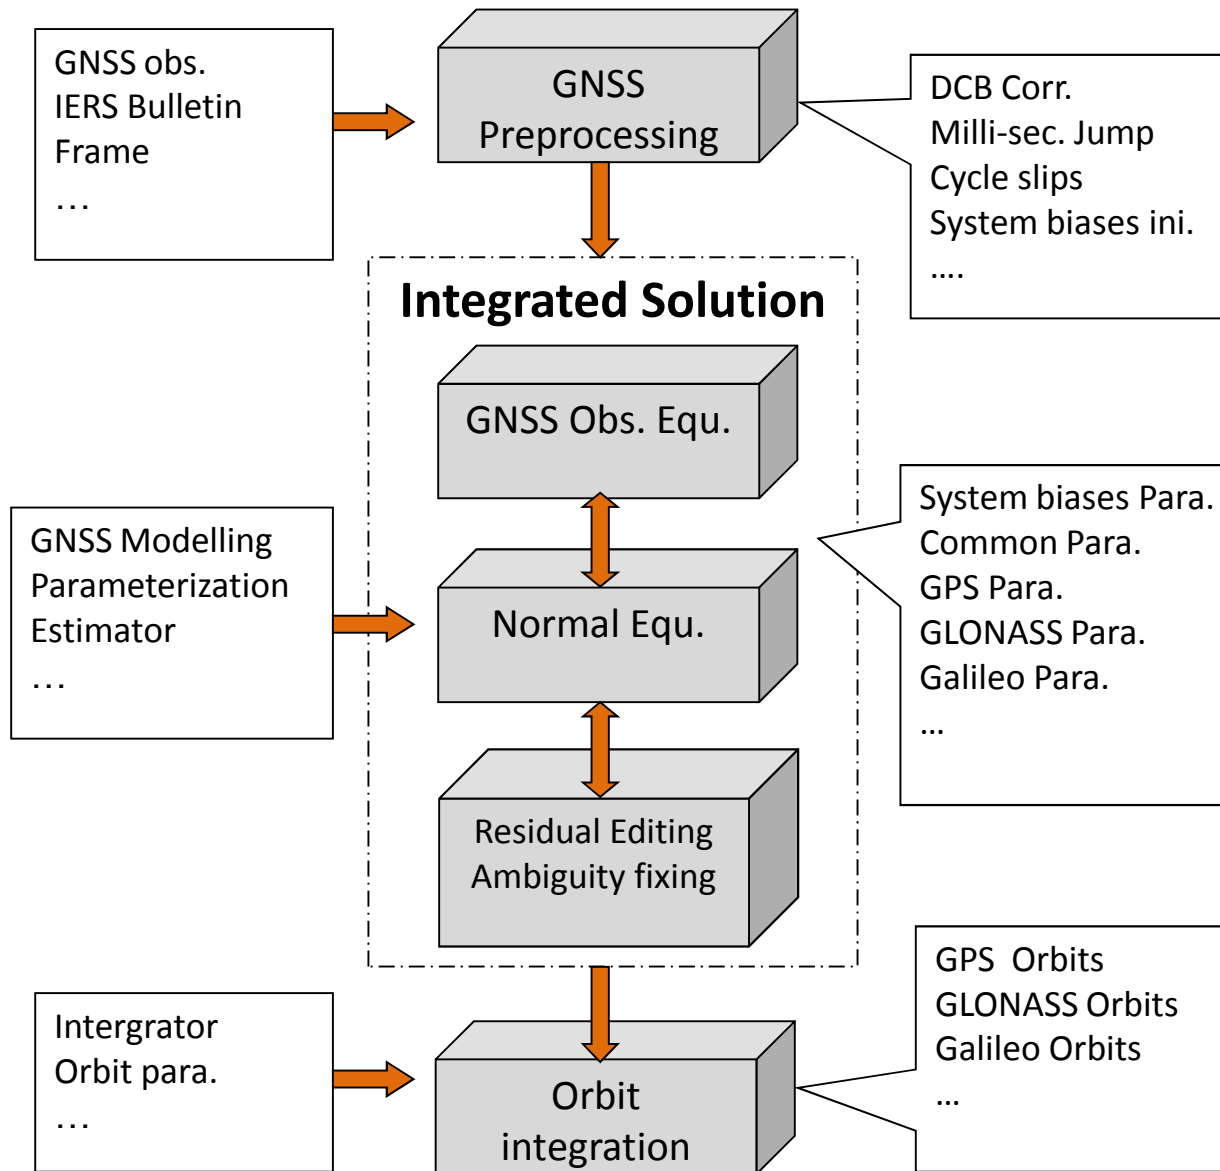 GNSS obs.
IERS Bulletin
Frame
…
GNSS
Preprocessing
DCB Corr.
Milli-sec. Jump
Cycle slips
System biases ini.
….
Integrated Solution
GNSS Obs. Equ.
GNSS Modelling
Parameterization
Estimator
…
Normal Equ.
System biases Para.
Common Para.
GPS Para.
GLONASS Para.
Galileo Para.
...
Residual Editing
Ambiguity fixing
Intergrator
Orbit para.
…
Orbit
integration
GPS  Orbits
GLONASS Orbits
Galileo Orbits
...